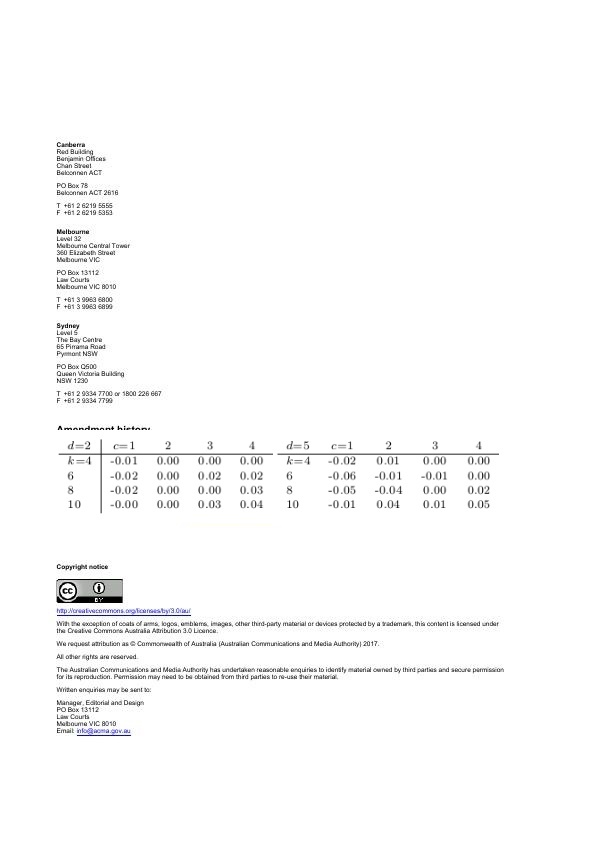 Canberra
Red Building
Benjamin Offices
Chan Street
Belconnen ACT
PO Box 78
Belconnen ACT 2616
T +61 2 6219 5555
F +61 2 6219 5353
Melbourne
Level 32
Melbourne Central Tower
360 Elizabeth Street
Melbourne VIC
PO Box 13112
Law Courts
Melbourne VIC 8010
T +61 3 9963 6800
F +61 3 9963 6899
Sydney
Level 5
The Bay Centre
65 Pirrama Road
Pyrmont NSW
PO Box Q500
Queen Victoria Building
NSW 1230
T +61 2 9334 7700 or 1800 226 667
F +61 2 9334 7799
Amendment history
d=2 c=1 2 3 4 d=5 c=1 2 3 4
k=4 -0.01 0.00 0.00 0.00 k=4 -0.02 0.01 0.00 0.00
6 -0.02 0.00 0.02 0.02 6 -0.06 -0.01 -0.01 0.00
8 -0.02 0.00 0.00 0.03 8 -0.05 -0.04 0.00 0.02
10 -0.00 0.00 0.03 0.04 10 -0.01 0.04 0.01 0.05
Copyright notice
cc BY
http://creativecommons.org/licenses/by/3.0/au/
With the exception of coats of arms, logos, emblems, images, other third-party material or devices protected by a trademark, this content is licensed under
the Creative Commons Australia Attribution 3.0 Licence.
We request attribution as © Commonwealth of Australia (Australian Communications and Media Authority) 2017.
All other rights are reserved.
The Australian Communications and Media Authority has undertaken reasonable enquiries to identify material owned by third parties and secure permission
for its reproduction. Permission may need to be obtained from third parties to re-use their material.
Written enquiries may be sent to:
Manager, Editorial and Design
PO Box 13112
Law Courts
Melbourne VIC 8010
Email: info@acma.gov.au